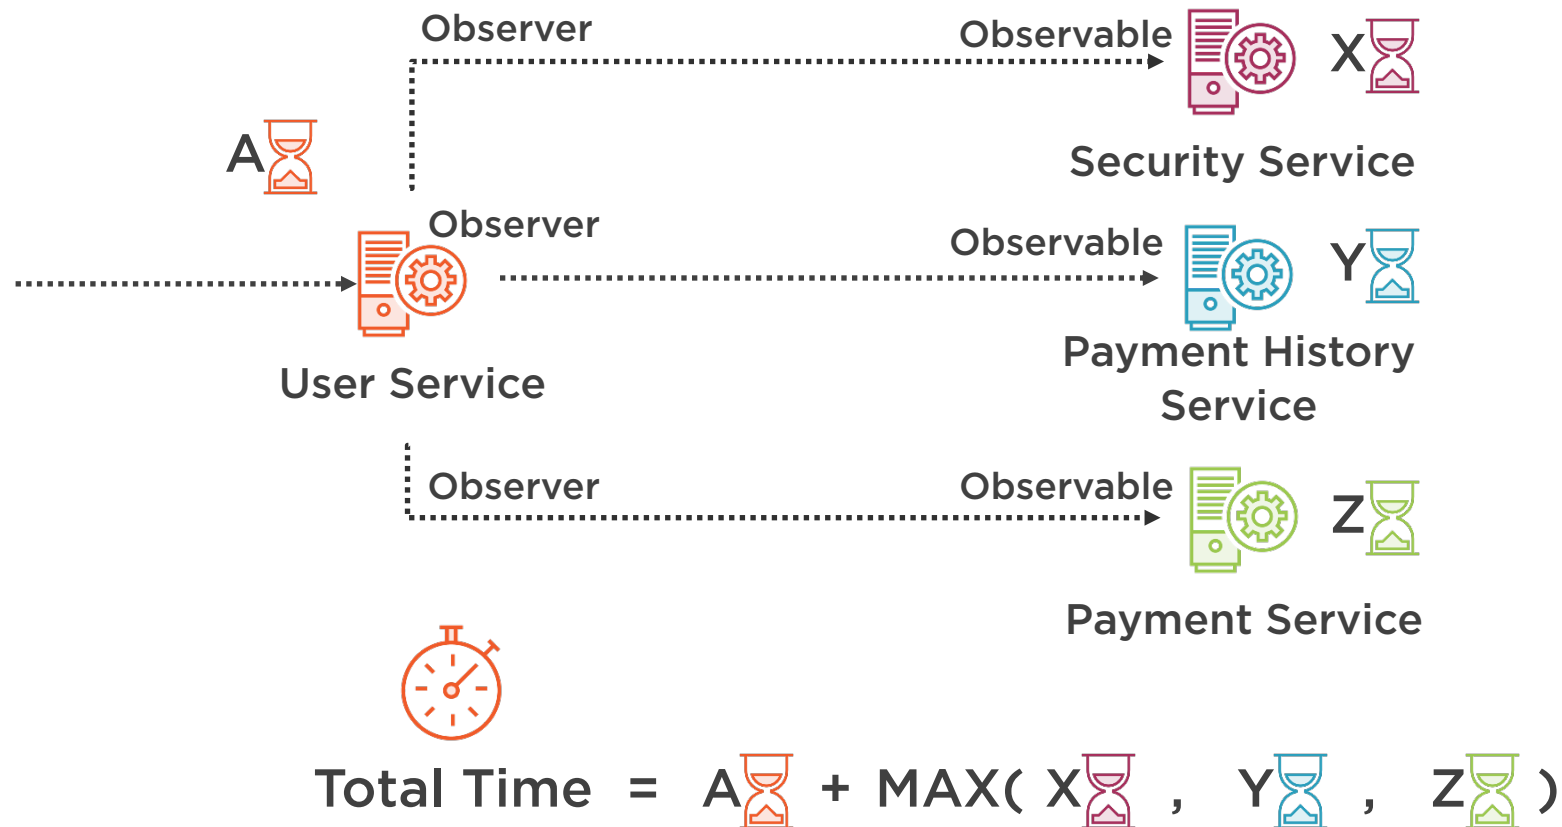 Observer
Observable
X
A
Security Service
Observer
Observable
Y
User Service
Payment History
Service
Observer
Observable
Z
Payment Service
Total Time = A + MAX( X , Y , Z )